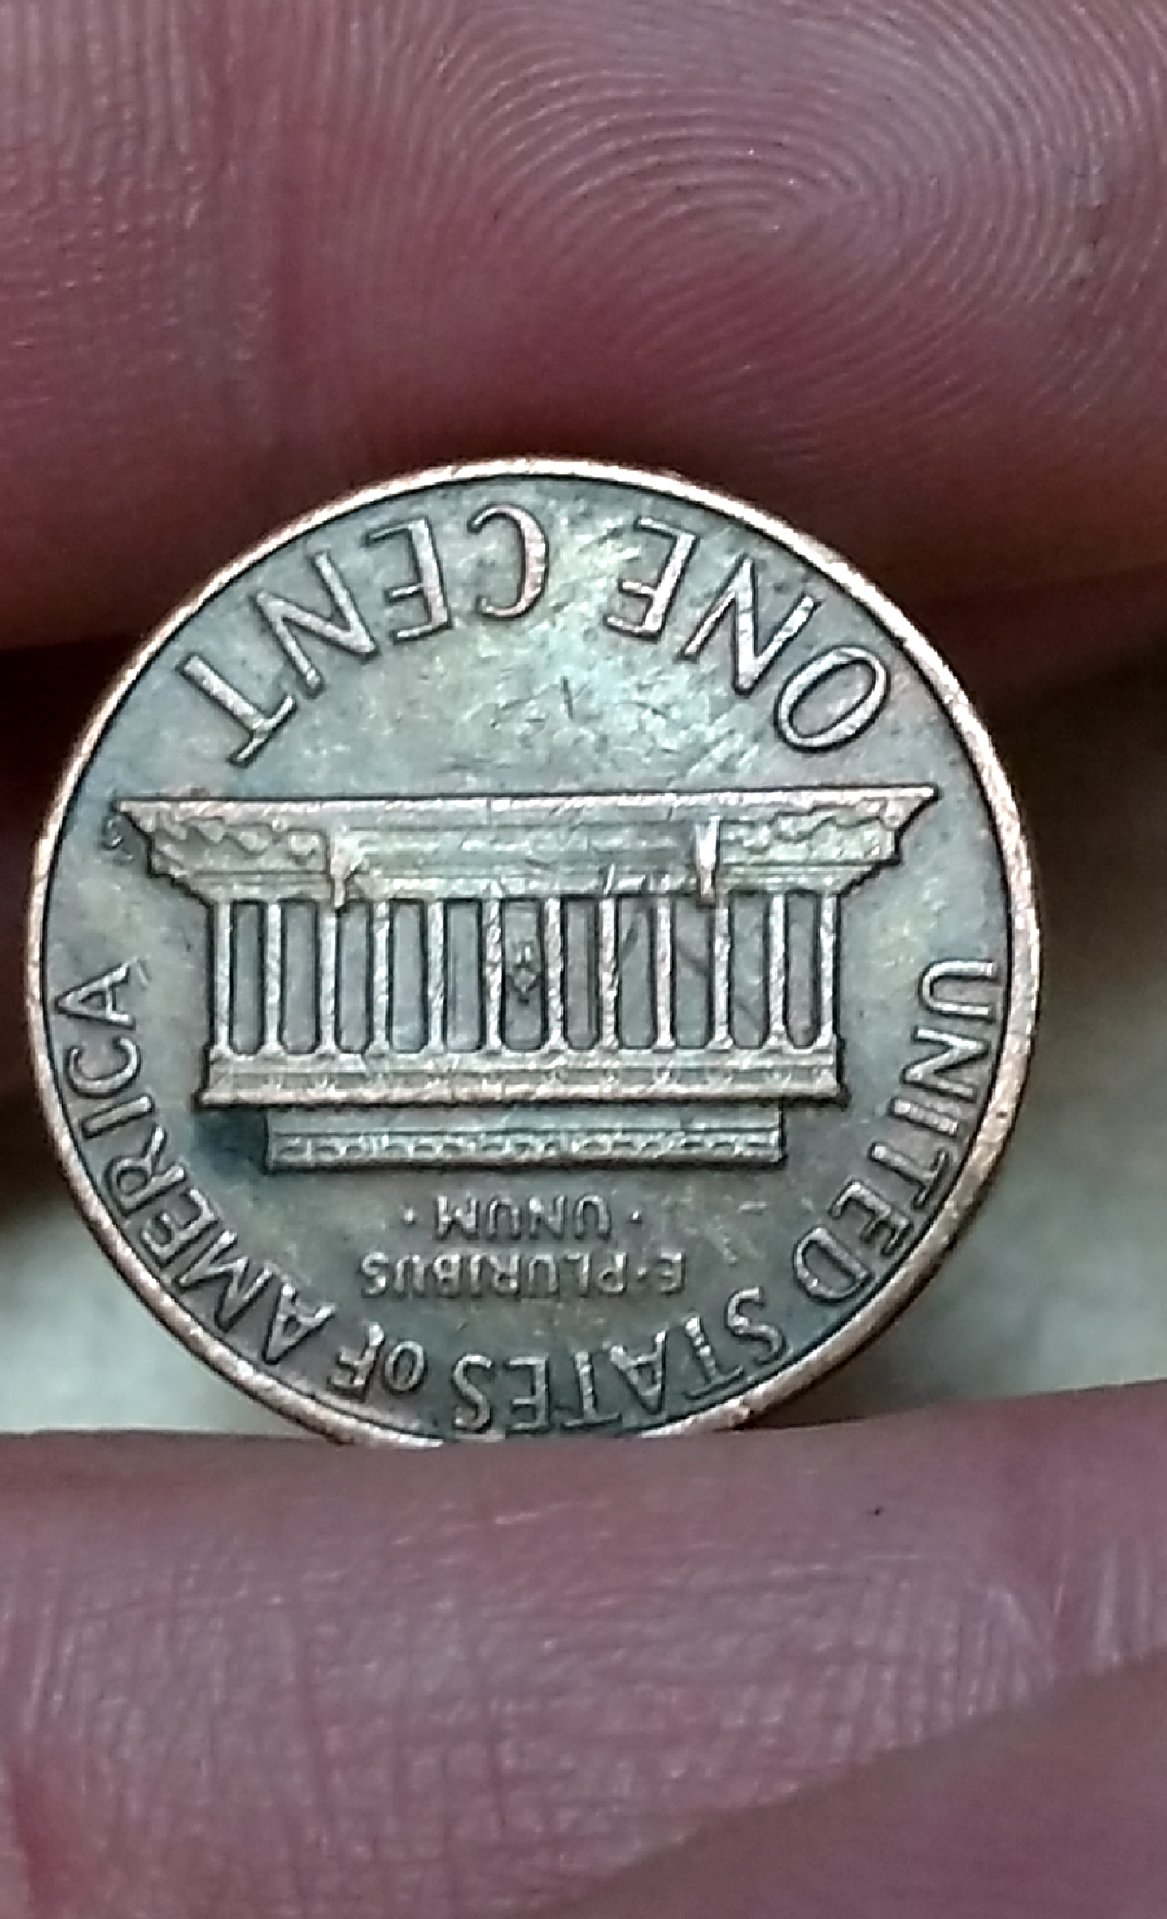 UNITED STATES OF AMERICA
E·PLURIBUS
·UNUM·
ONE CENT